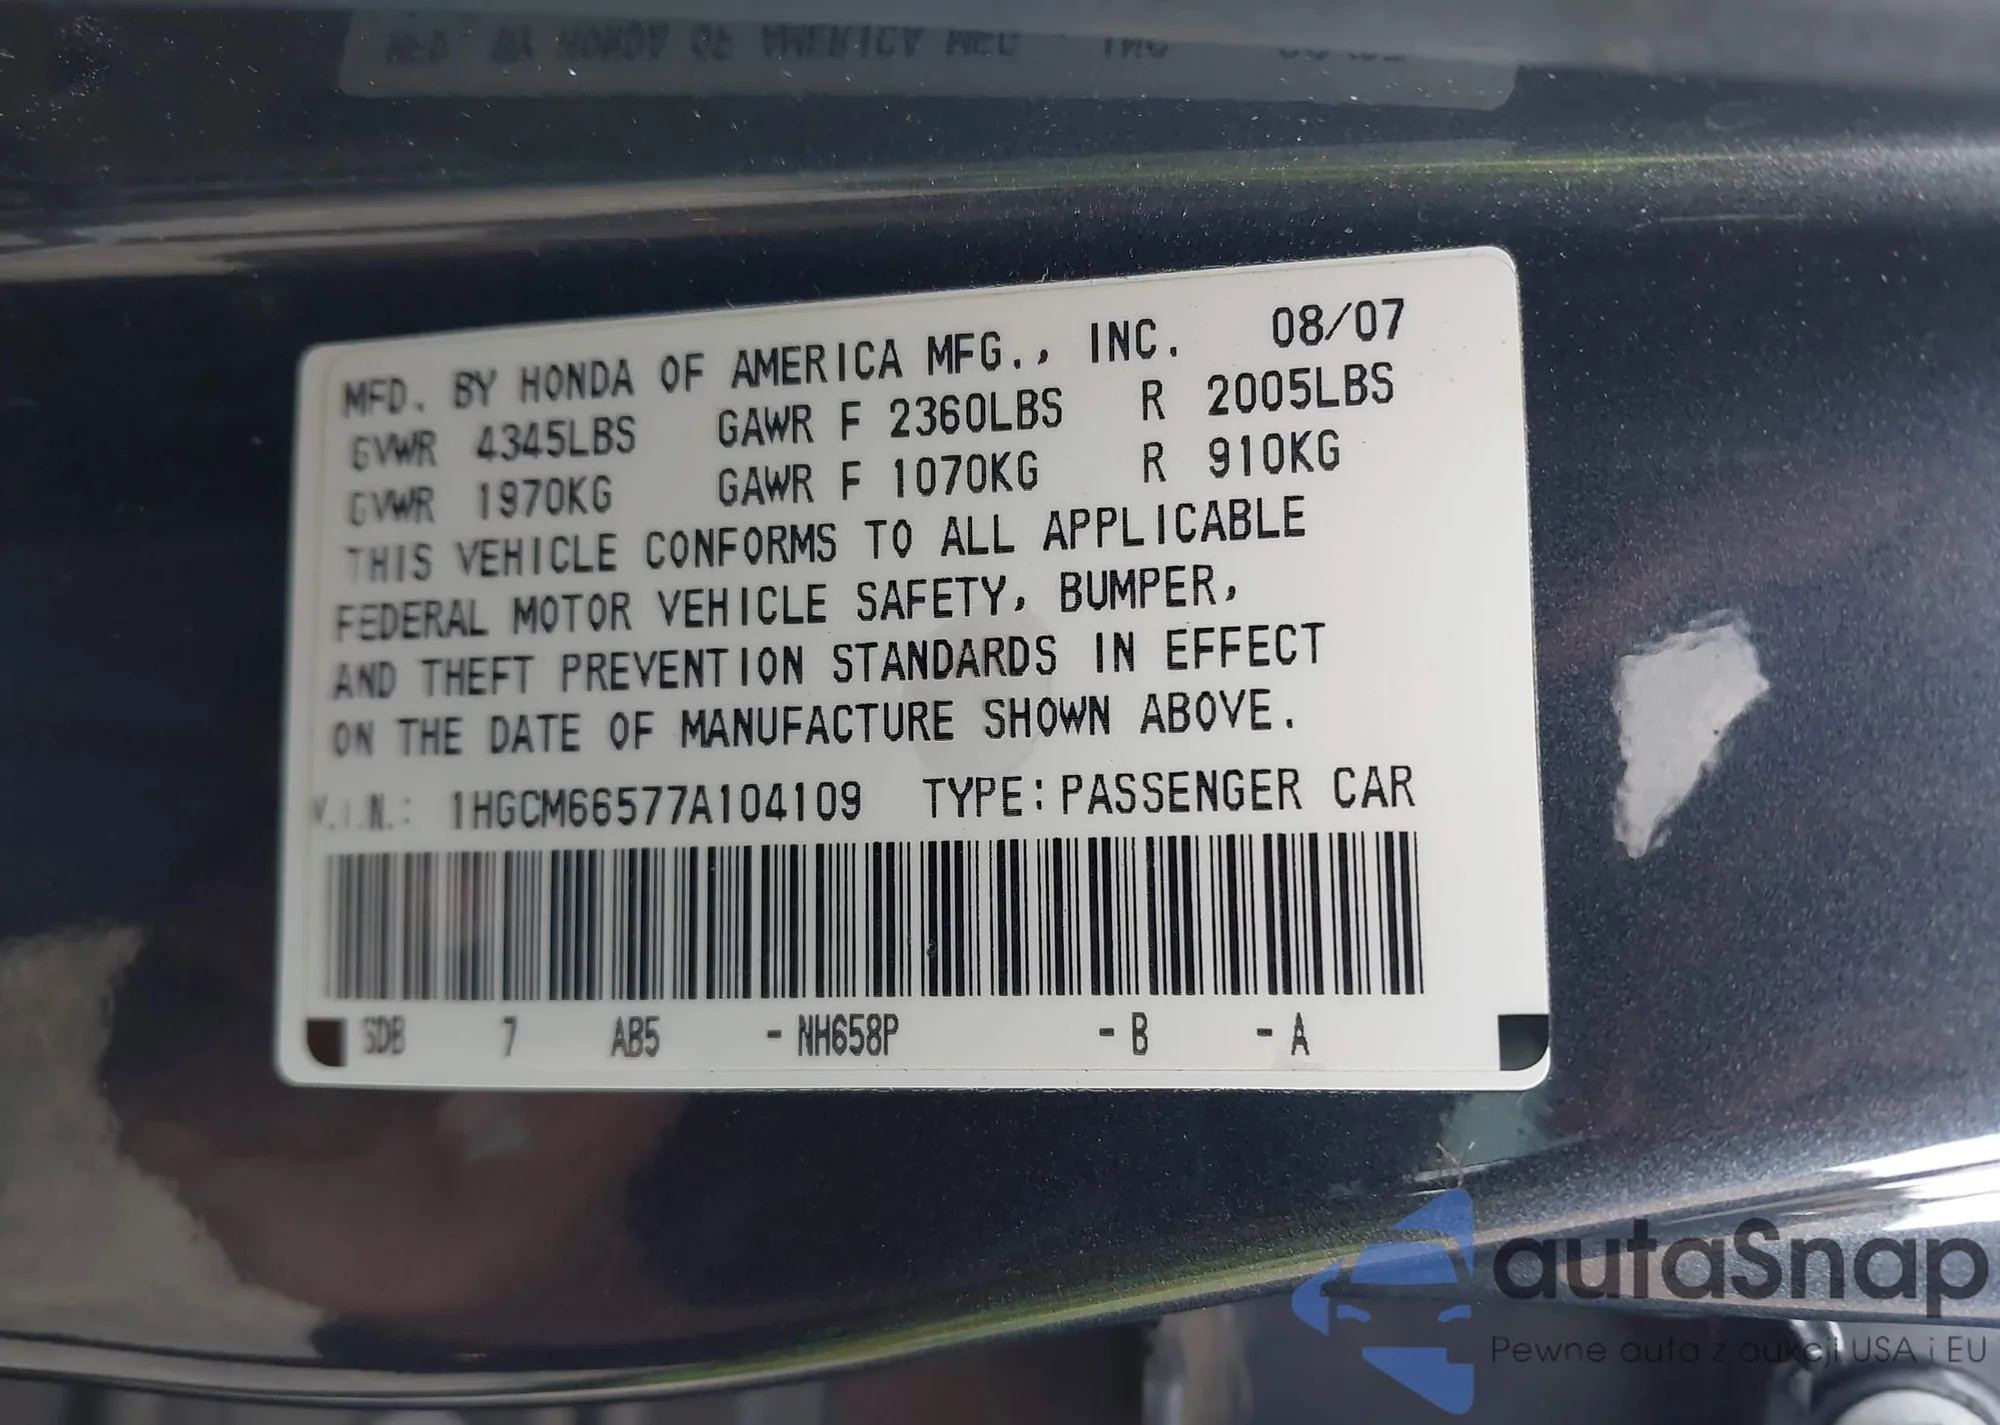 MFD. BY HONDA OF AMERICA MFG., INC. 08/07
GVWR 4345LBS GAWR F 2360LBS R 2005LBS
GVWR 1970KG GAWR F 1070KG R 910KG
THIS VEHICLE CONFORMS TO ALL APPLICABLE
FEDERAL MOTOR VEHICLE SAFETY, BUMPER,
AND THEFT PREVENTION STANDARDS IN EFFECT
ON THE DATE OF MANUFACTURE SHOWN ABOVE.
V.I.N.: 1HGCM66577A104109 TYPE: PASSENGER CAR
SDB 7 AB5 - NH658P - B - A
autaSnap
Pewne auta z aukcji USA i EU